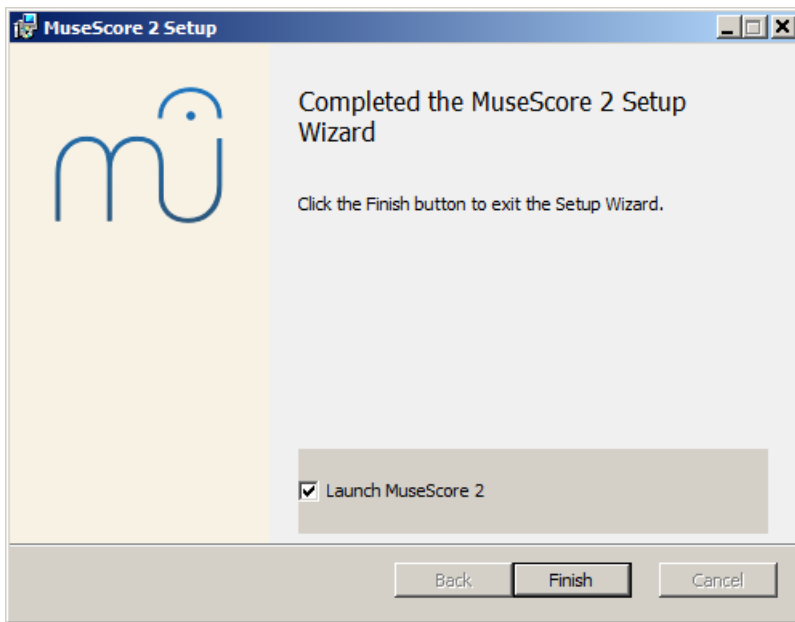 MuseScore 2 Setup
Completed the MuseScore 2 Setup
Wizard
Click the Finish button to exit the Setup Wizard.
Launch MuseScore 2
Back Finish Cancel